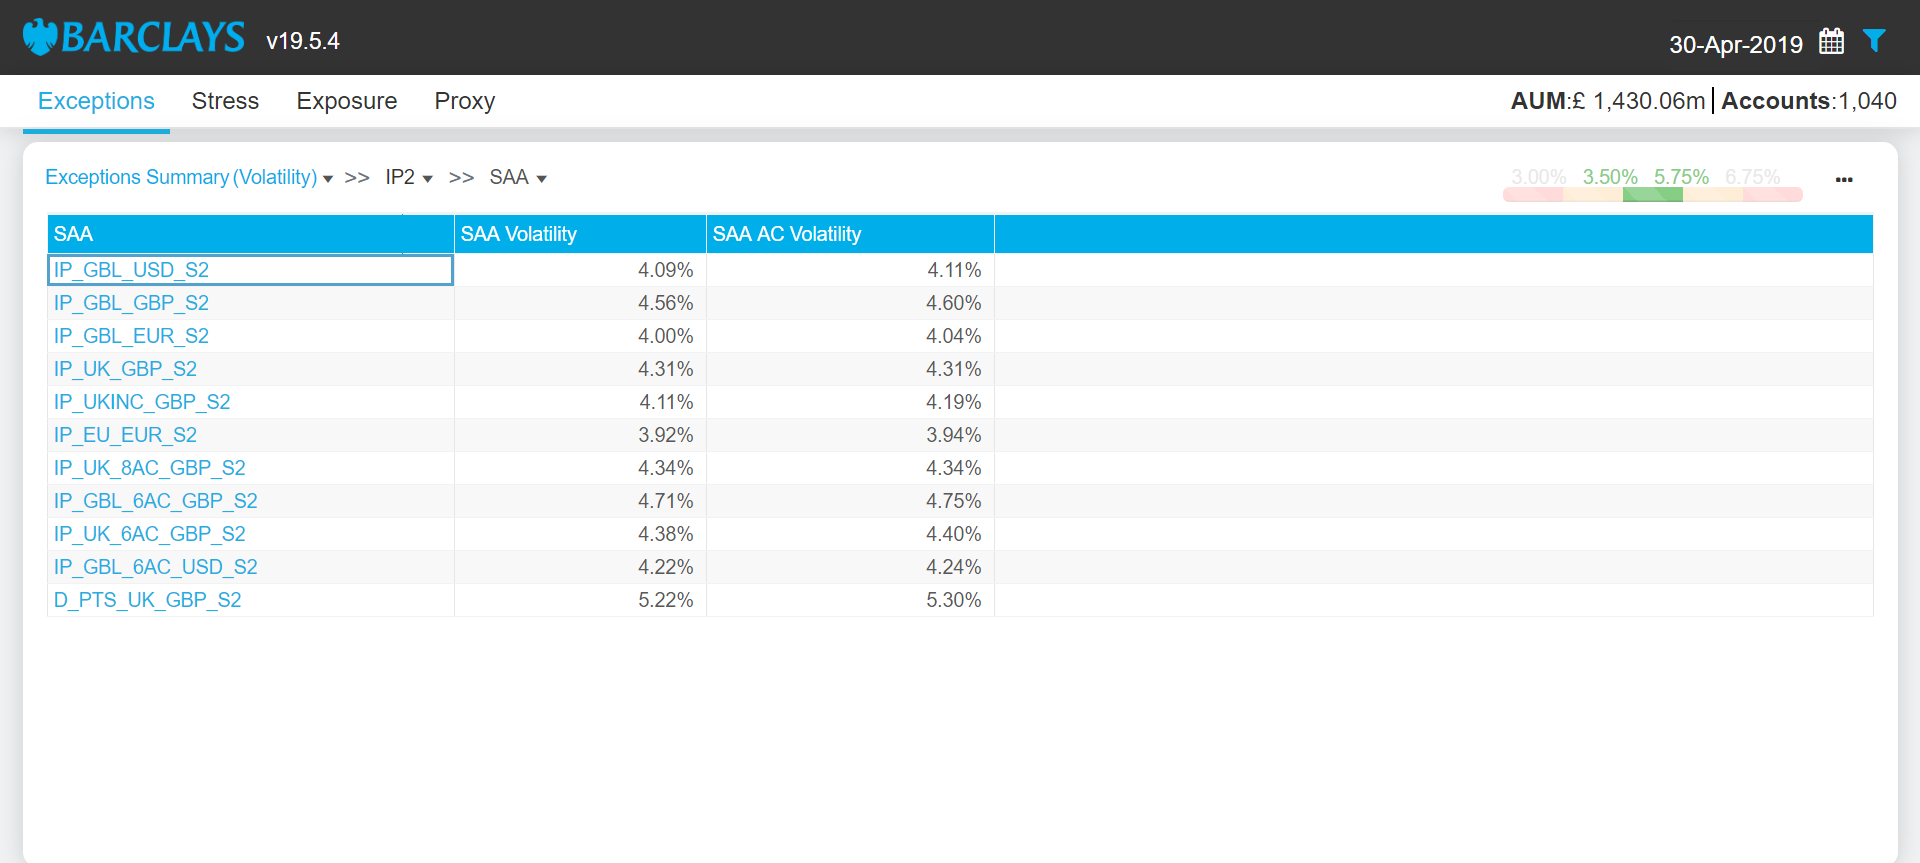 BARCLAYS v19.5.4 30-Apr-2019
Exceptions Stress Exposure Proxy AUM:£ 1,430.06m Accounts:1,040
Exceptions Summary (Volatility) >> IP2 >> SAA 3.00% 3.50% 5.75% 6.75% ...
SAA SAA Volatility SAA AC Volatility
IP_GBL_USD_S2 4.09% 4.11%
IP_GBL_GBP_S2 4.56% 4.60%
IP_GBL_EUR_S2 4.00% 4.04%
IP_UK_GBP_S2 4.31% 4.31%
IP_UKINC_GBP_S2 4.11% 4.19%
IP_EU_EUR_S2 3.92% 3.94%
IP_UK_8AC_GBP_S2 4.34% 4.34%
IP_GBL_6AC_GBP_S2 4.71% 4.75%
IP_UK_6AC_GBP_S2 4.38% 4.40%
IP_GBL_6AC_USD_S2 4.22% 4.24%
D_PTS_UK_GBP_S2 5.22% 5.30%